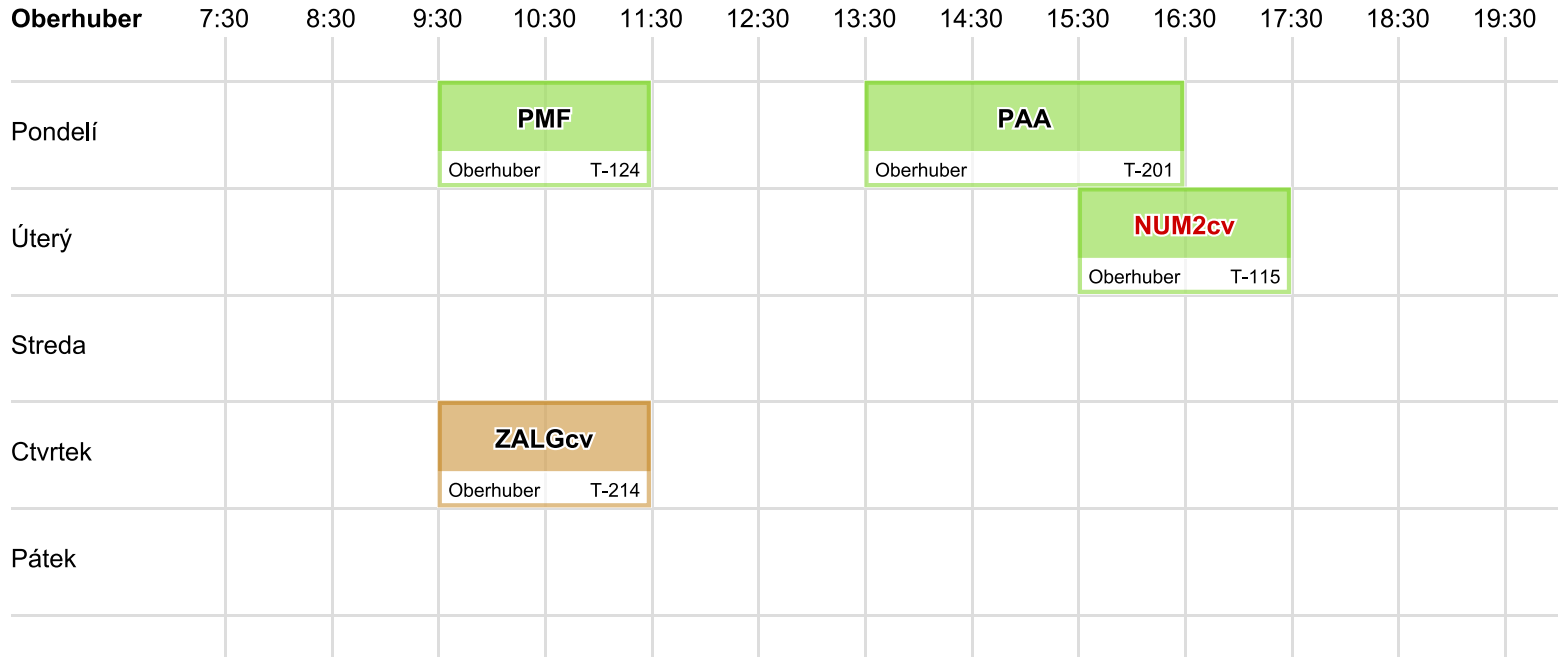 Oberhuber 7:30 8:30 9:30 10:30 11:30 12:30 13:30 14:30 15:30 16:30 17:30 18:30 19:30
Pondelí
PMF
Oberhuber T-124
PAA
Oberhuber T-201
Úterý
NUM2cv
Oberhuber T-115
Streda
Ctvrtek
ZALGcv
Oberhuber T-214
Pátek